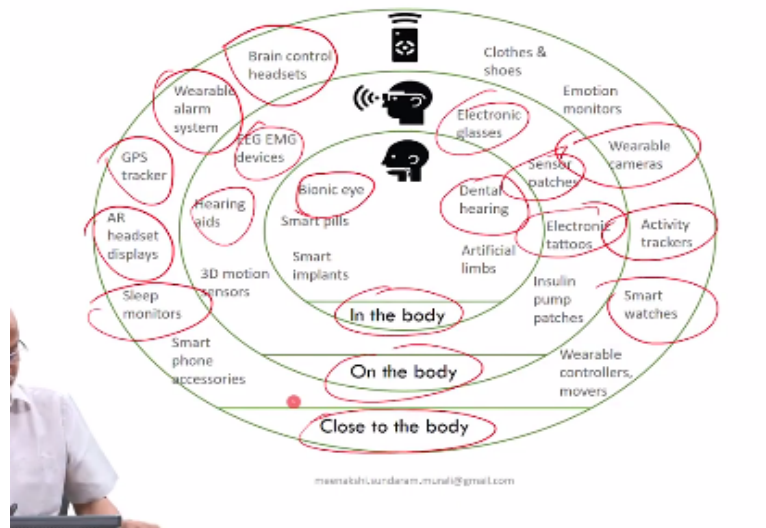 Brain control
headsets
Clothes &
shoes
Wearable
alarm
system
Emotion
monitors
EEG EMG
devices
Electronic
glasses
Wearable
cameras
GPS
tracker
Sensor
patches
Bionic eye
Dental
hearing
Hearing
aids
Smart pills
AR
headset
displays
Electronic
tattoos
Activity
trackers
Smart
implants
Artificial
limbs
3D motion
sensors
Insulin
pump
patches
Sleep
monitors
Smart
watches
In the body
Smart
phone
accessories
On the body
Wearable
controllers,
movers
Close to the body
meenakshi.sundaram.murali@gmail.com